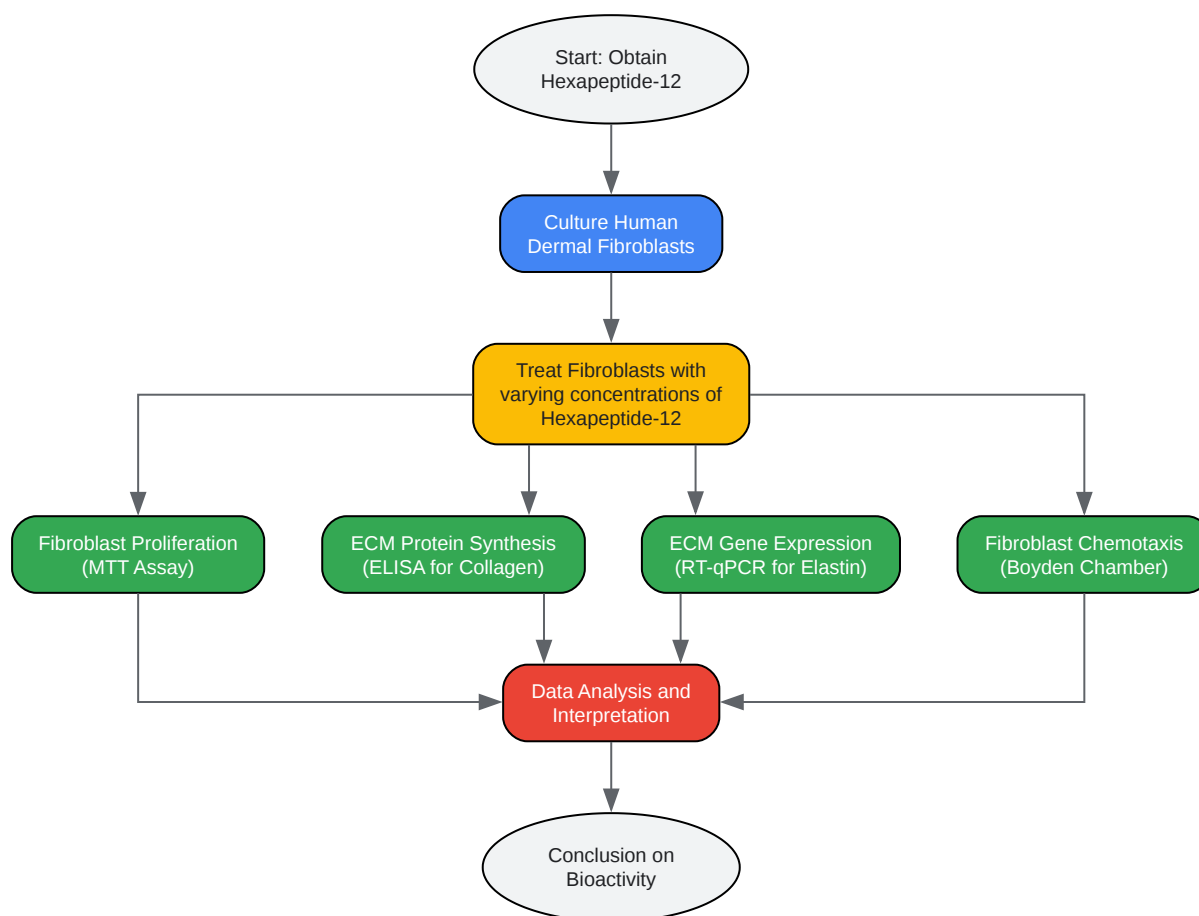 Start: Obtain
Hexapeptide-12
Culture Human
Dermal Fibroblasts
Treat Fibroblasts with
varying concentrations of
Hexapeptide-12
Fibroblast Proliferation
(MTT Assay)
ECM Protein Synthesis
(ELISA for Collagen)
ECM Gene Expression
(RT-qPCR for Elastin)
Fibroblast Chemotaxis
(Boyden Chamber)
Data Analysis and
Interpretation
Conclusion on
Bioactivity